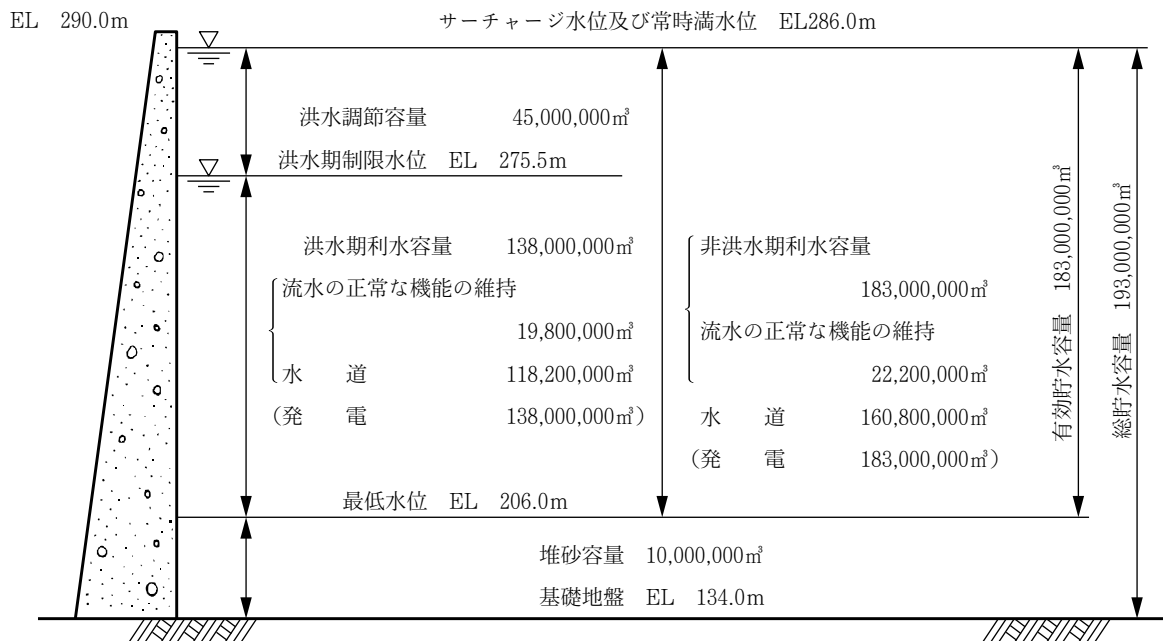 EL 290.0m
サーチャージ水位及び常時満水位 EL286.0m
洪水調節容量 45,000,000㎥
洪水期制限水位 EL 275.5m
洪水期利水容量 138,000,000㎥
流水の正常な機能の維持
19,800,000㎥
水 道 118,200,000㎥
(発 電 138,000,000㎥)
非洪水期利水容量
183,000,000㎥
流水の正常な機能の維持
22,200,000㎥
水 道 160,800,000㎥
(発 電 183,000,000㎥)
有効貯水容量 183,000,000㎥
総貯水容量 193,000,000㎥
最低水位 EL 206.0m
堆砂容量 10,000,000㎥
基礎地盤 EL 134.0m